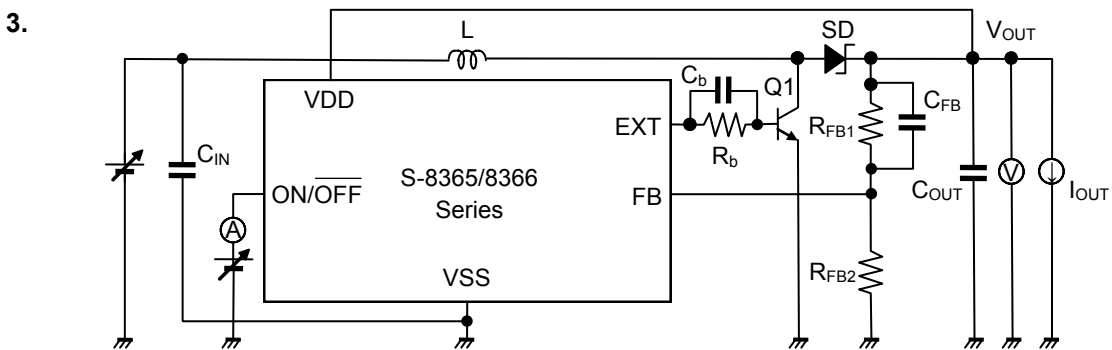 3.
L
SD
VOUT
VDD
Cb
Q1
CFB
EXT
RFB1
CIN
Rb
S-8365/8366
Series
ON/OFF
FB
COUT
V
IOUT
A
VSS
RFB2